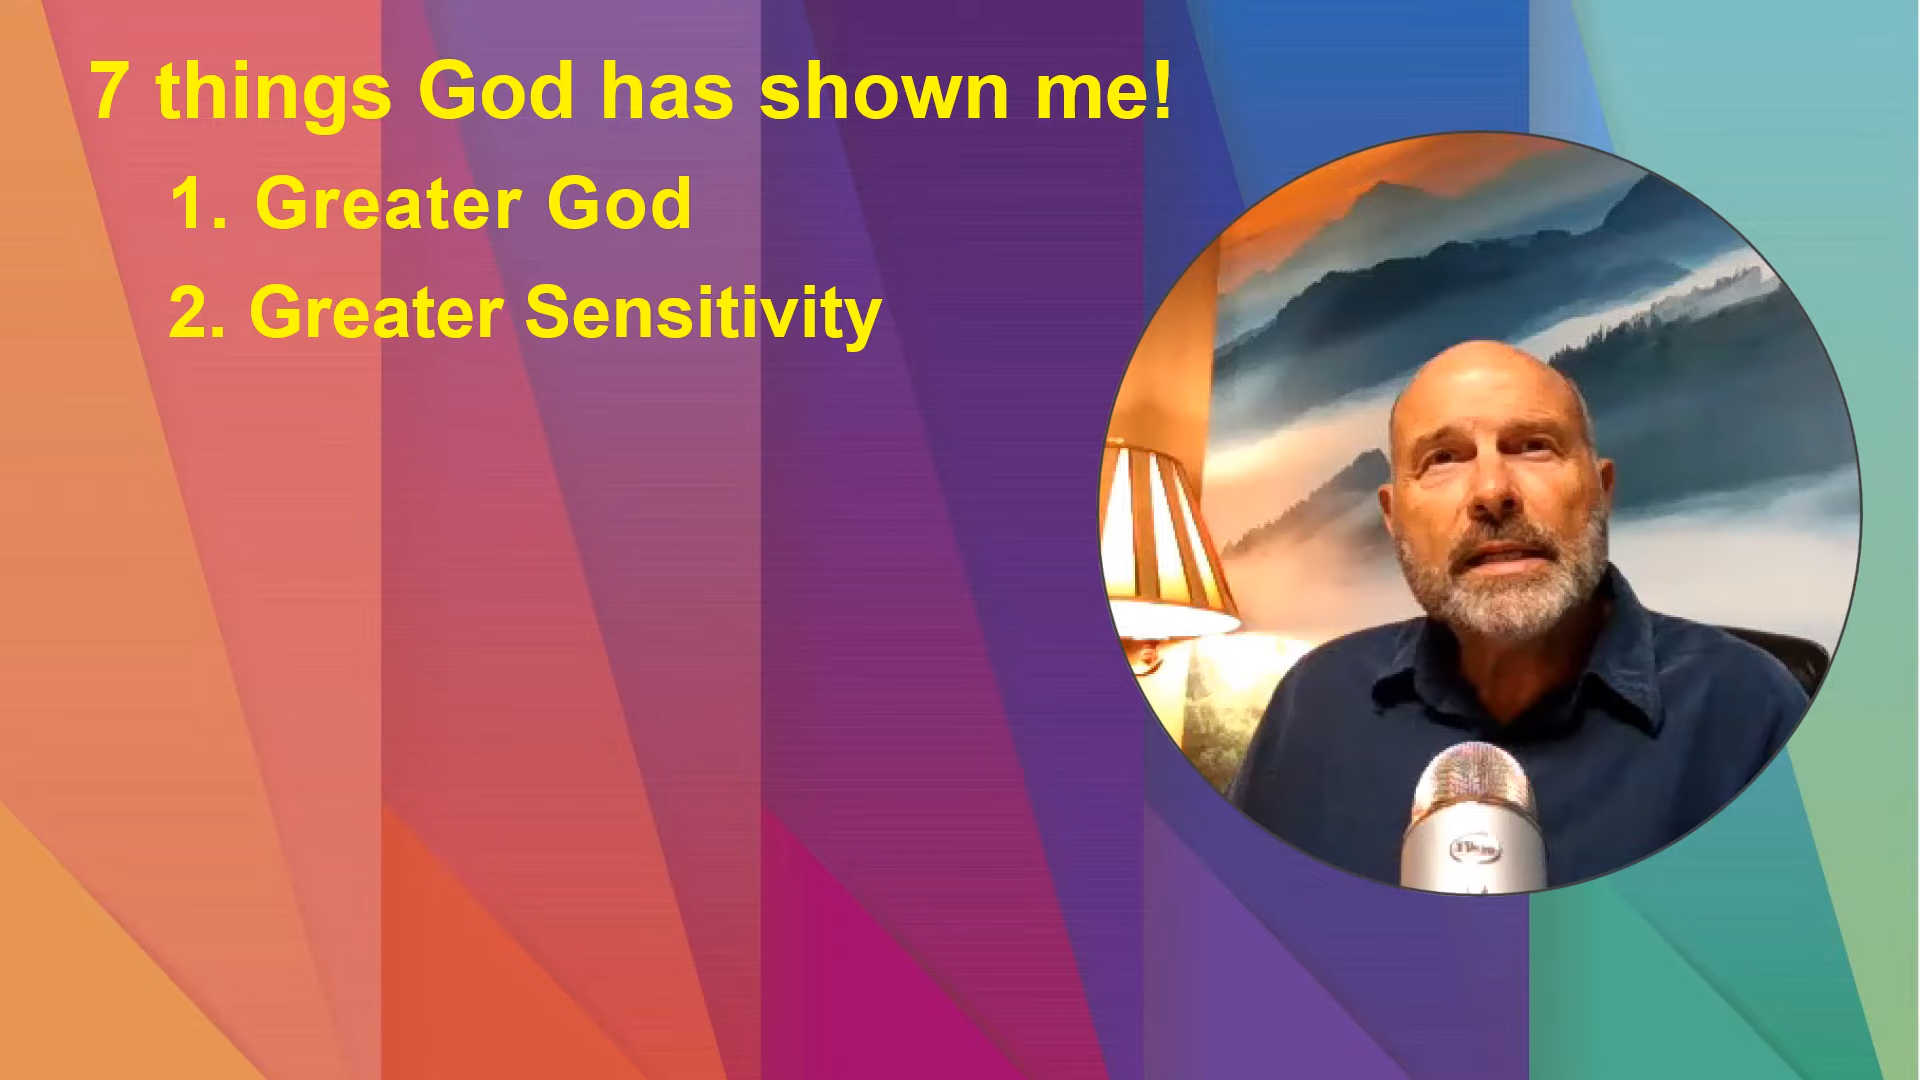 7 things God has shown me!
1. Greater God
2. Greater Sensitivity